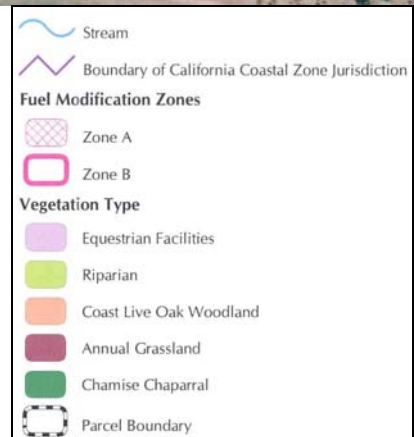 Stream
Boundary of California Coastal Zone Jurisdiction
Fuel Modification Zones
Zone A
Zone B
Vegetation Type
Equestrian Facilities
Riparian
Coast Live Oak Woodland
Annual Grassland
Chamise Chaparral
Parcel Boundary